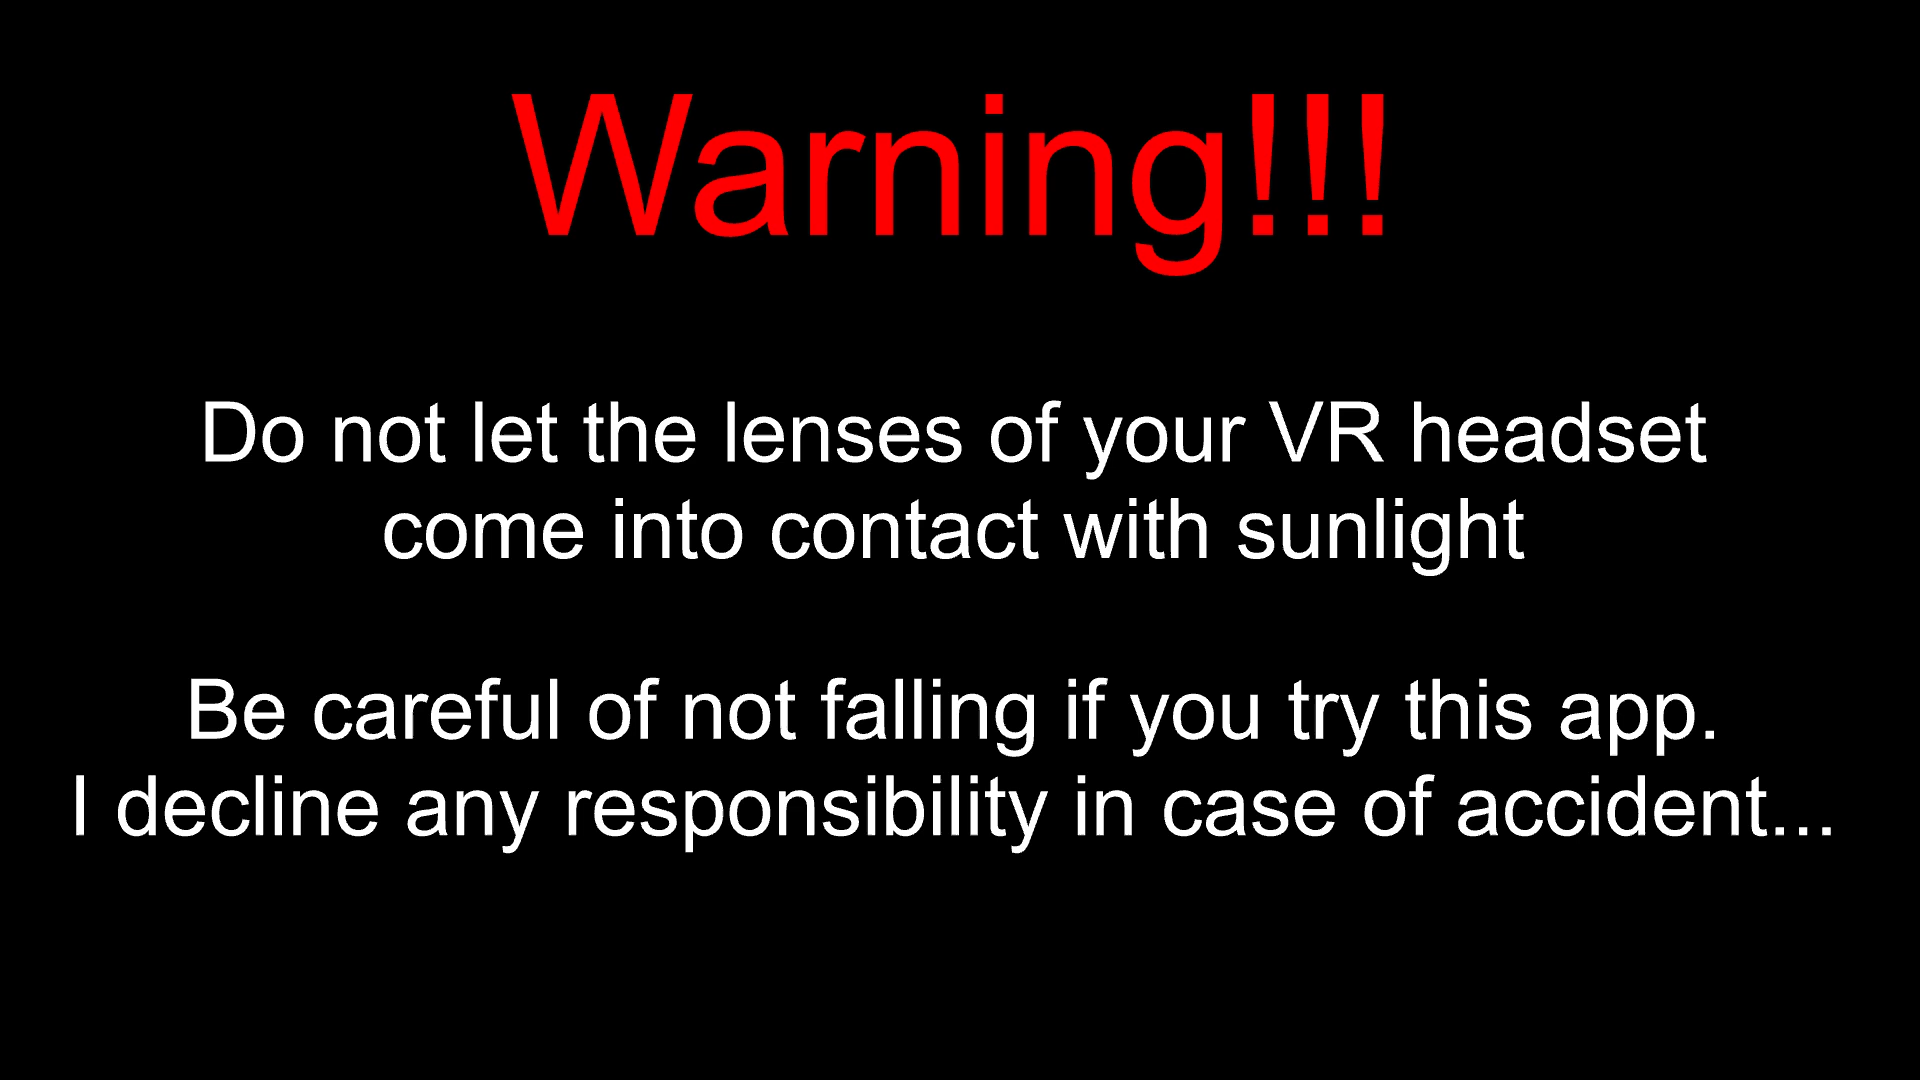 Warning!!!
Do not let the lenses of your VR headset
come into contact with sunlight
Be careful of not falling if you try this app.
I decline any responsibility in case of accident...